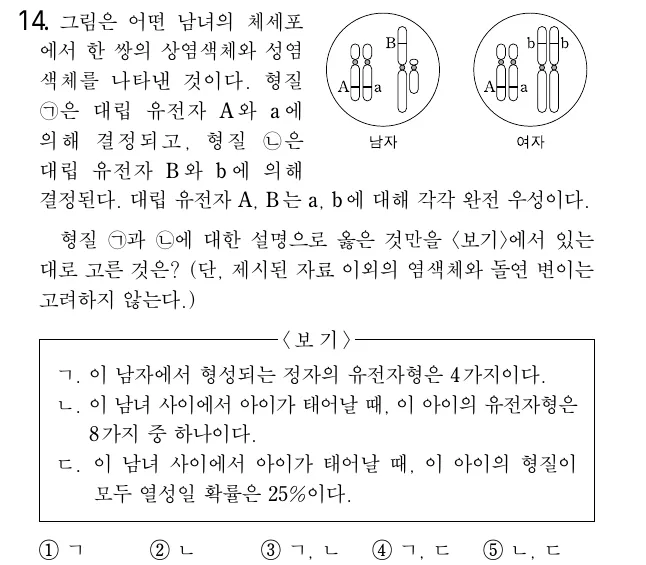 14. 그림은 어떤 남녀의 체세포
에서 한 쌍의 상염색체와 성염
색체를 나타낸 것이다. 형질
㉠은 대립 유전자 A와 a에
의해 결정되고, 형질 ㉡은
대립 유전자 B와 b에 의해
결정된다. 대립 유전자 A, B는 a, b에 대해 각각 완전 우성이다.
B
A a
남자
b b
A a
여자
형질 ㉠과 ㉡에 대한 설명으로 옳은 것만을 <보기>에서 있는
대로 고른 것은? (단, 제시된 자료 이외의 염색체와 돌연 변이는
고려하지 않는다.)
<보 기>
ㄱ. 이 남자에서 형성되는 정자의 유전자형은 4가지이다.
ㄴ. 이 남녀 사이에서 아이가 태어날 때, 이 아이의 유전자형은
8가지 중 하나이다.
ㄷ. 이 남녀 사이에서 아이가 태어날 때, 이 아이의 형질이
모두 열성일 확률은 25%이다.
① ㄱ ② ㄴ ③ ㄱ, ㄴ ④ ㄱ, ㄷ ⑤ ㄴ, ㄷ